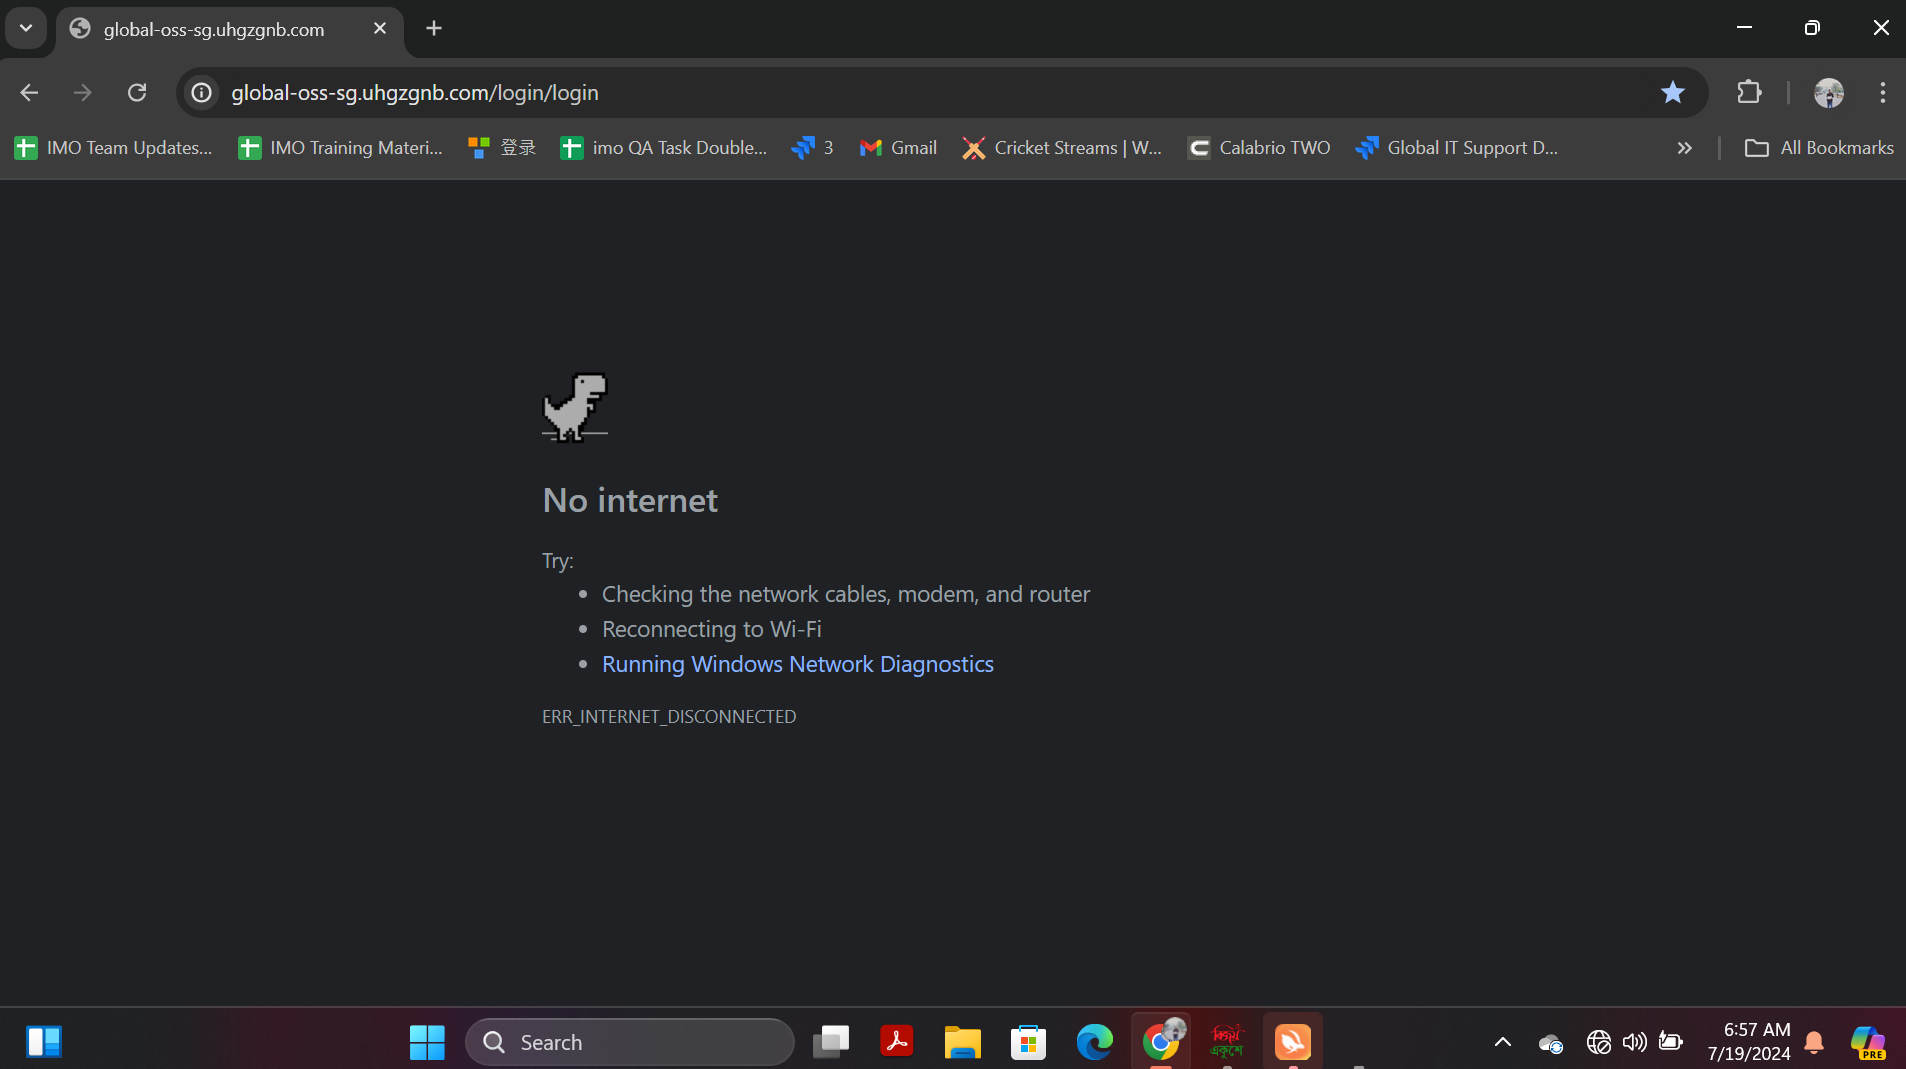 global-oss-sg.uhgzgnb.com
global-oss-sg.uhgzgnb.com/login/login
IMO Team Updates...
IMO Training Materi...
登录
imo QA Task Double...
3
Gmail
Cricket Streams | W...
Calabrio TWO
Global IT Support D...
All Bookmarks
No internet
Try:
Checking the network cables, modem, and router
Reconnecting to Wi-Fi
Running Windows Network Diagnostics
ERR_INTERNET_DISCONNECTED
Search
একুশে
6:57 AM
7/19/2024
PRE